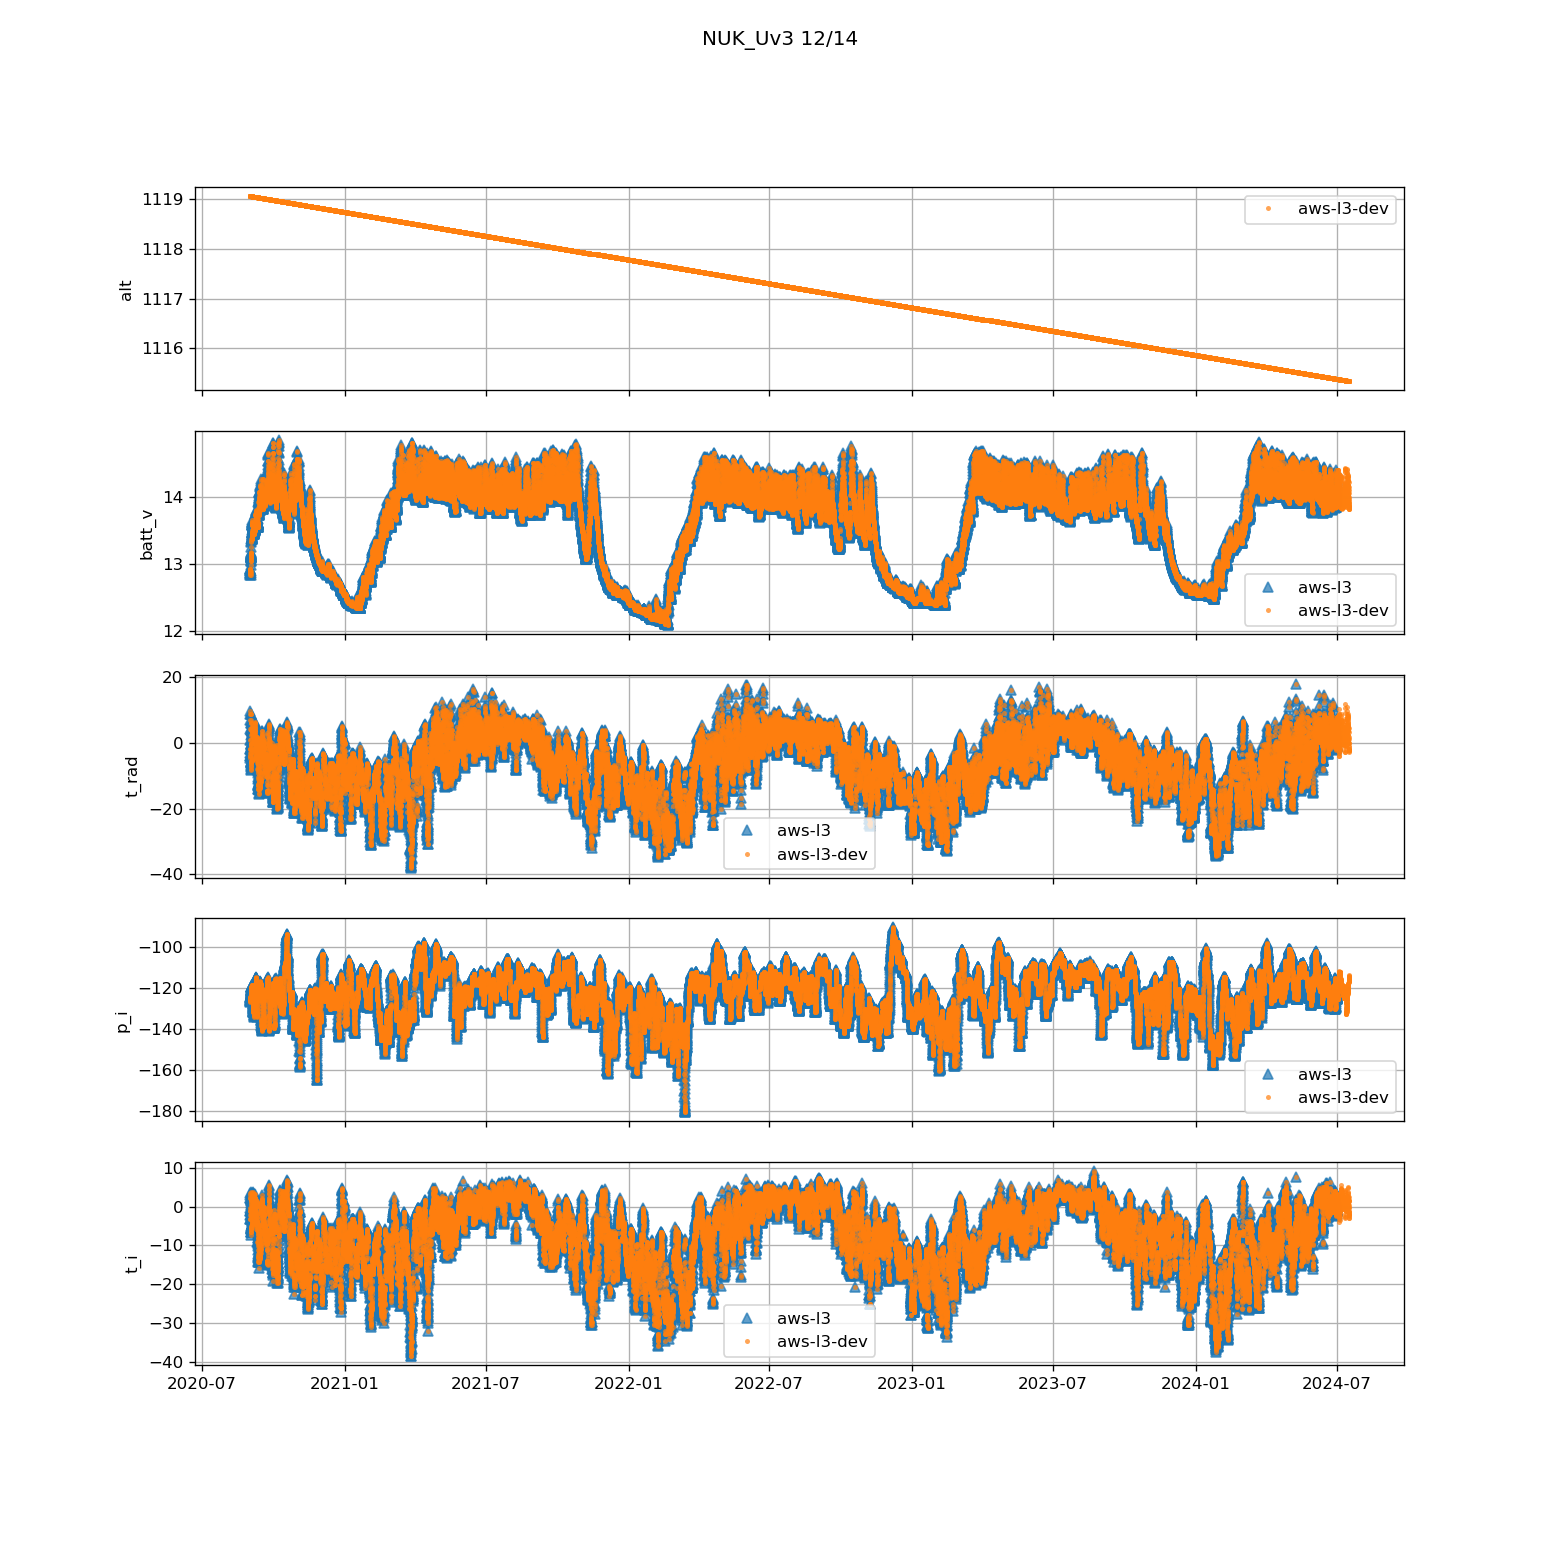 NUK_Uv3 12/14
1119
1118
1117
1116
alt
aws-l3-dev
14
13
12
batt_v
aws-l3
aws-l3-dev
20
0
−20
−40
t_rad
aws-l3
aws-l3-dev
−100
−120
−140
−160
−180
p_i
aws-l3
aws-l3-dev
10
0
−10
−20
−30
−40
t_i
aws-l3
aws-l3-dev
2020-07 2021-01 2021-07 2022-01 2022-07 2023-01 2023-07 2024-01 2024-07